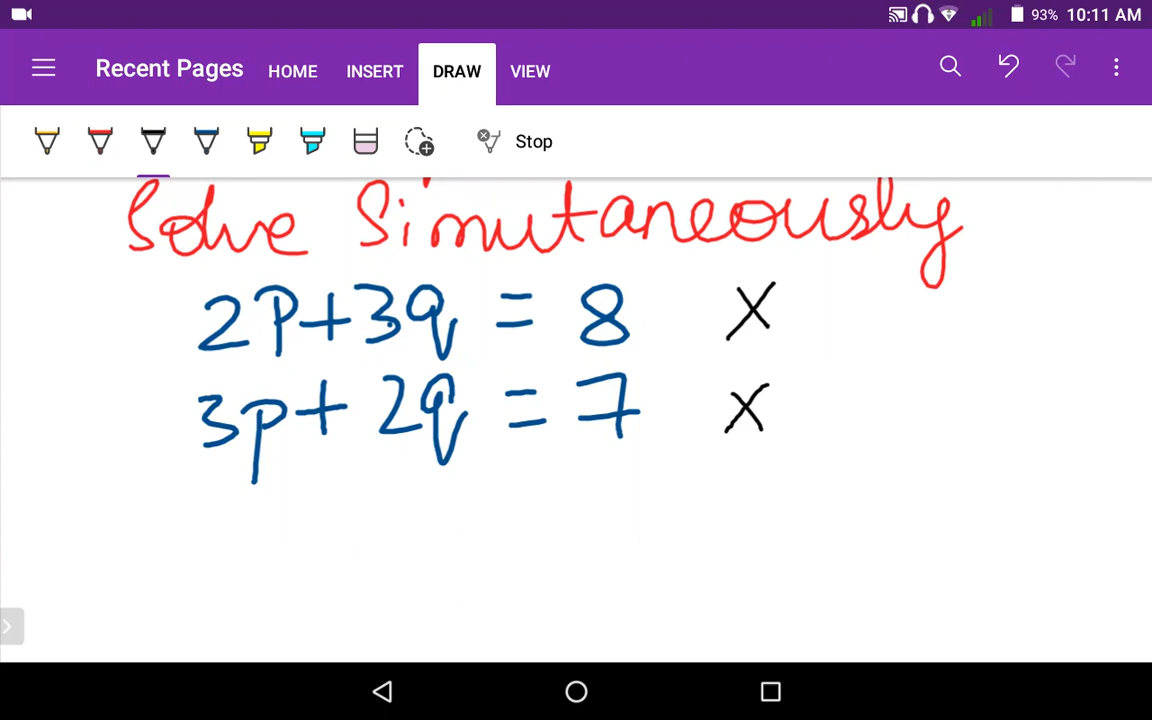 93% 10:11 AM
Recent Pages HOME INSERT DRAW VIEW
Stop
Solve Simutaneously
2p+3q = 8 X
3p+ 2q = 7 X